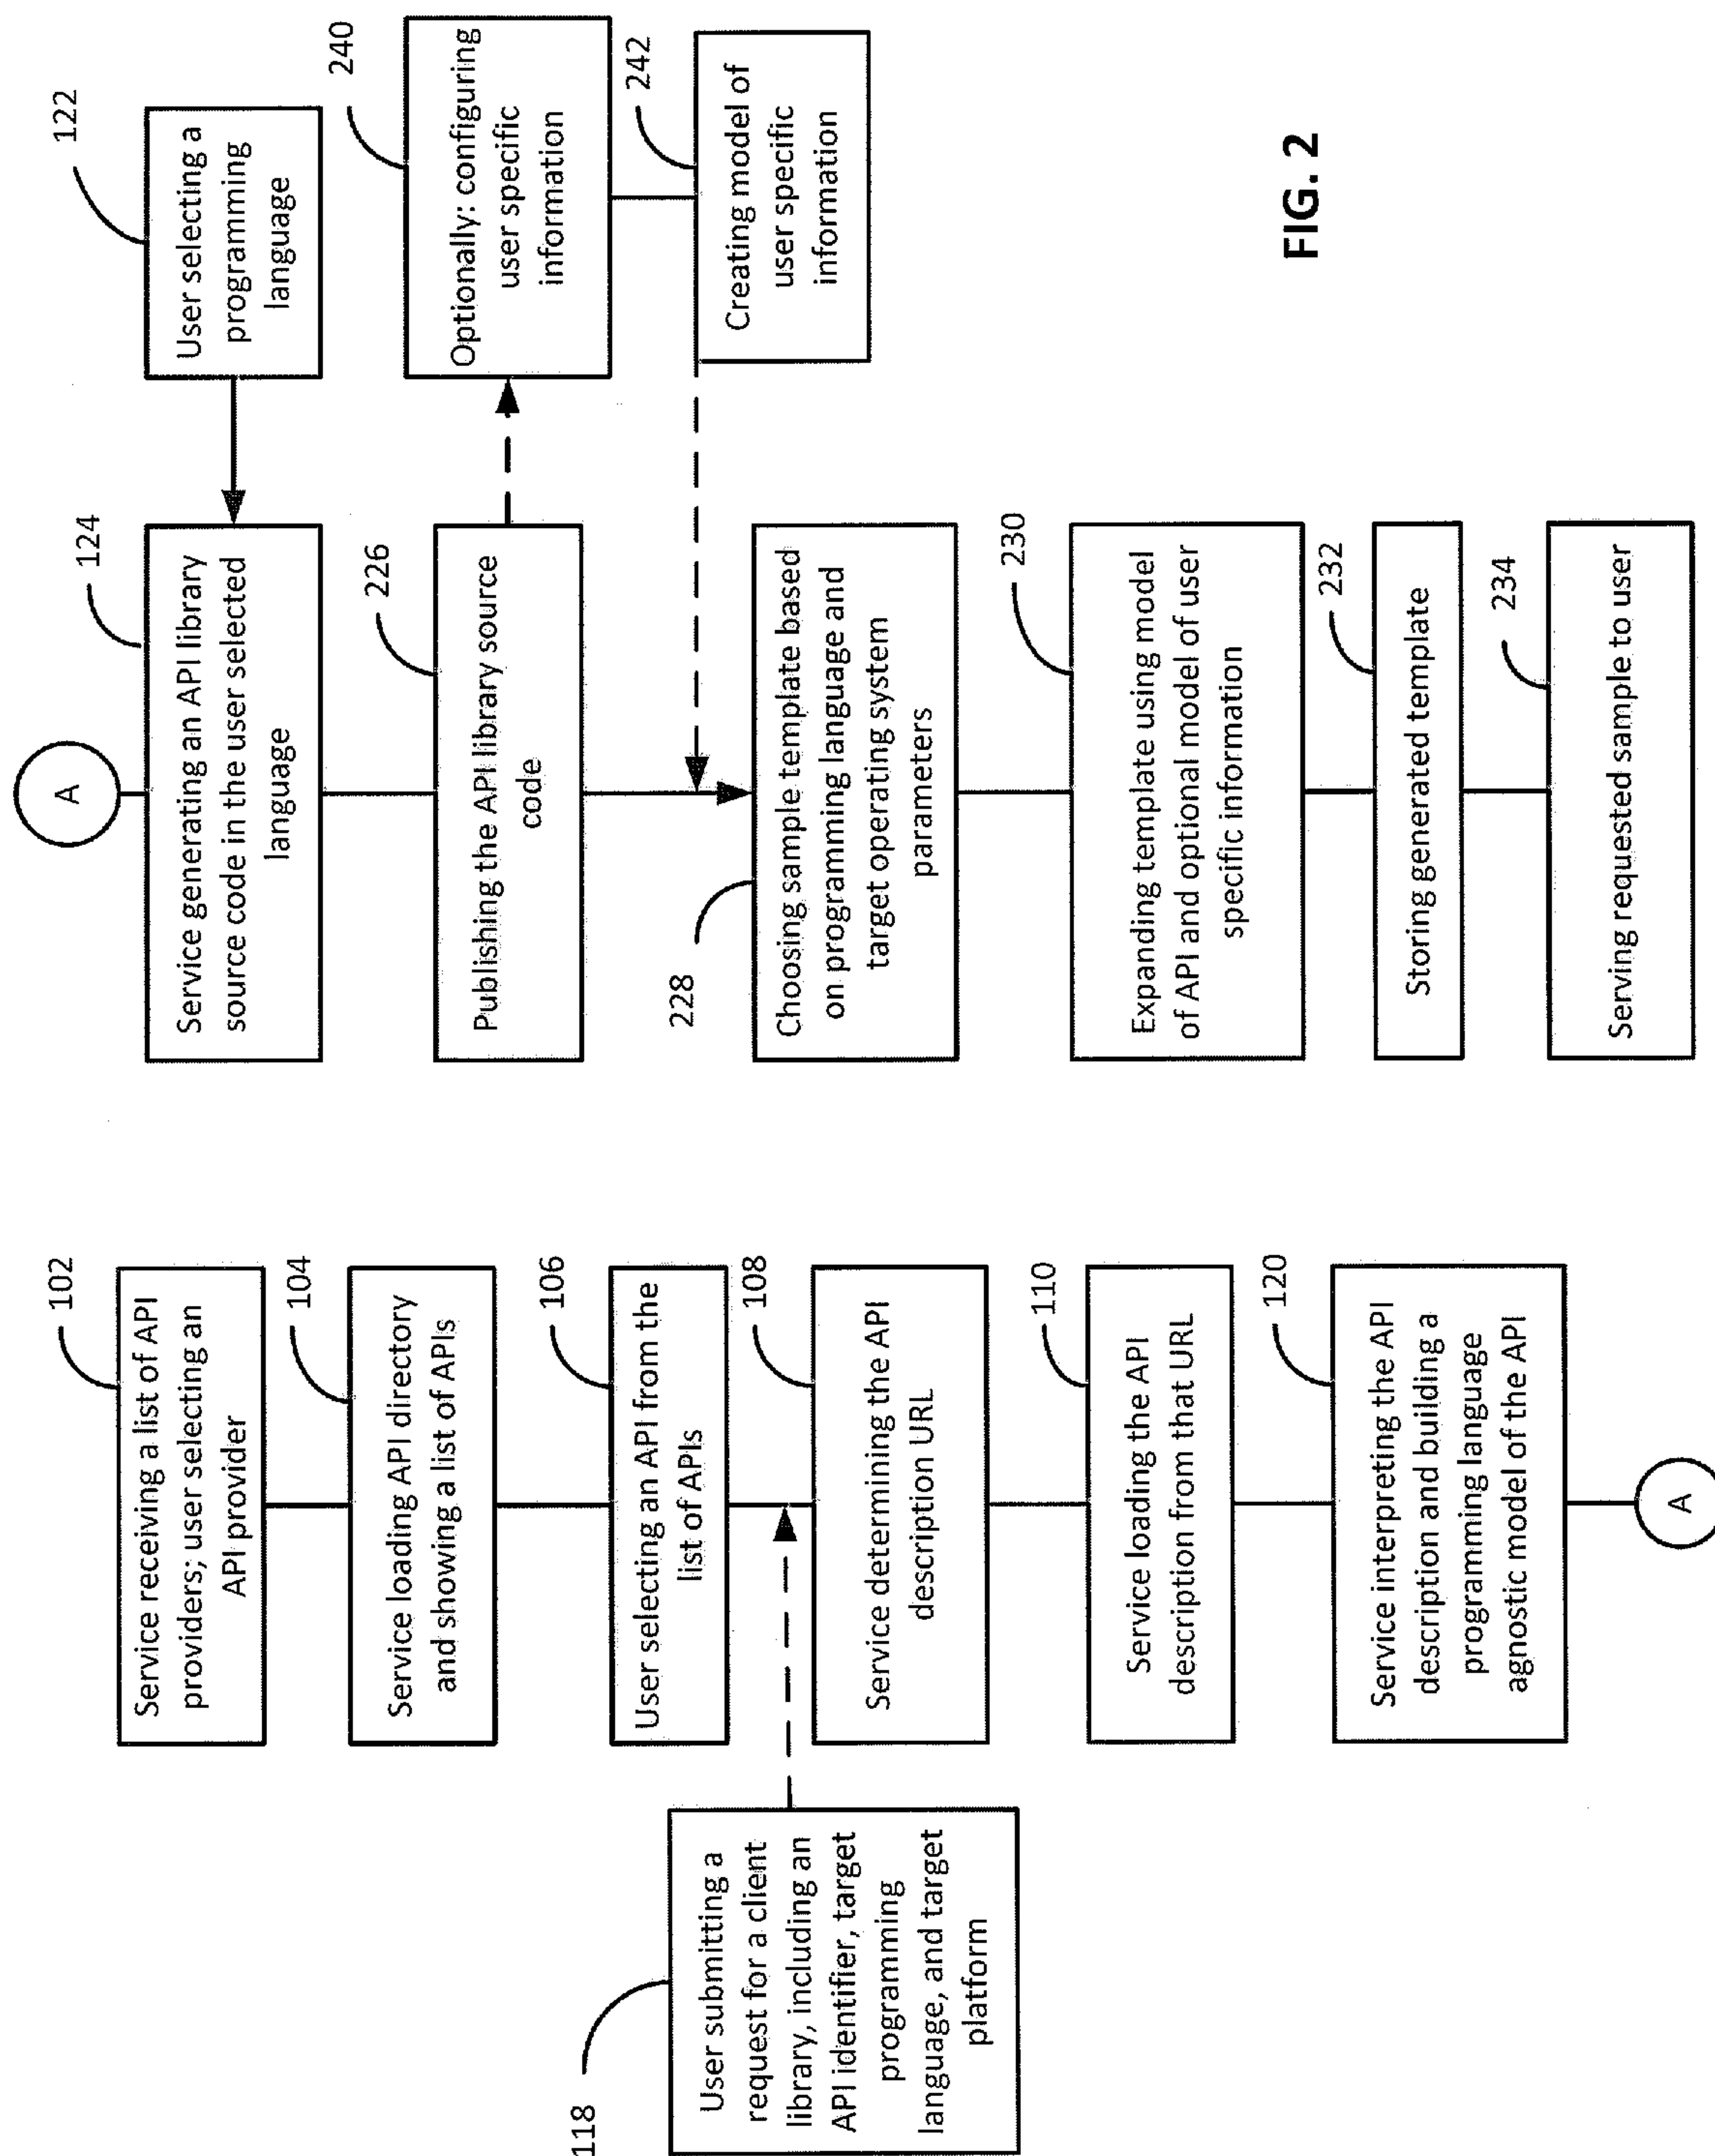 102
Service receiving a list of API
providers; user selecting an
API provider
104
Service loading API directory
and showing a list of APIs
106
User selecting an API from the
list of APIs
118
User submitting a
request for a client
library, including an
API identifier, target
programming
language, and target
platform
108
Service determining the API
description URL
110
Service loading the API
description from that URL
120
Service interpreting the API
description and building a
programming language
agnostic model of the API
A
A
124
Service generating an API library
source code in the user selected
language
122
User selecting a
programming
language
226
Publishing the API library source
code
240
Optionally: configuring
user specific
information
242
Creating model of
user specific
information
228
Choosing sample template based
on programming language and
target operating system
parameters
230
Expanding template using model
of API and optional model of user
specific information
232
Storing generated template
234
Serving requested sample to user
FIG. 2